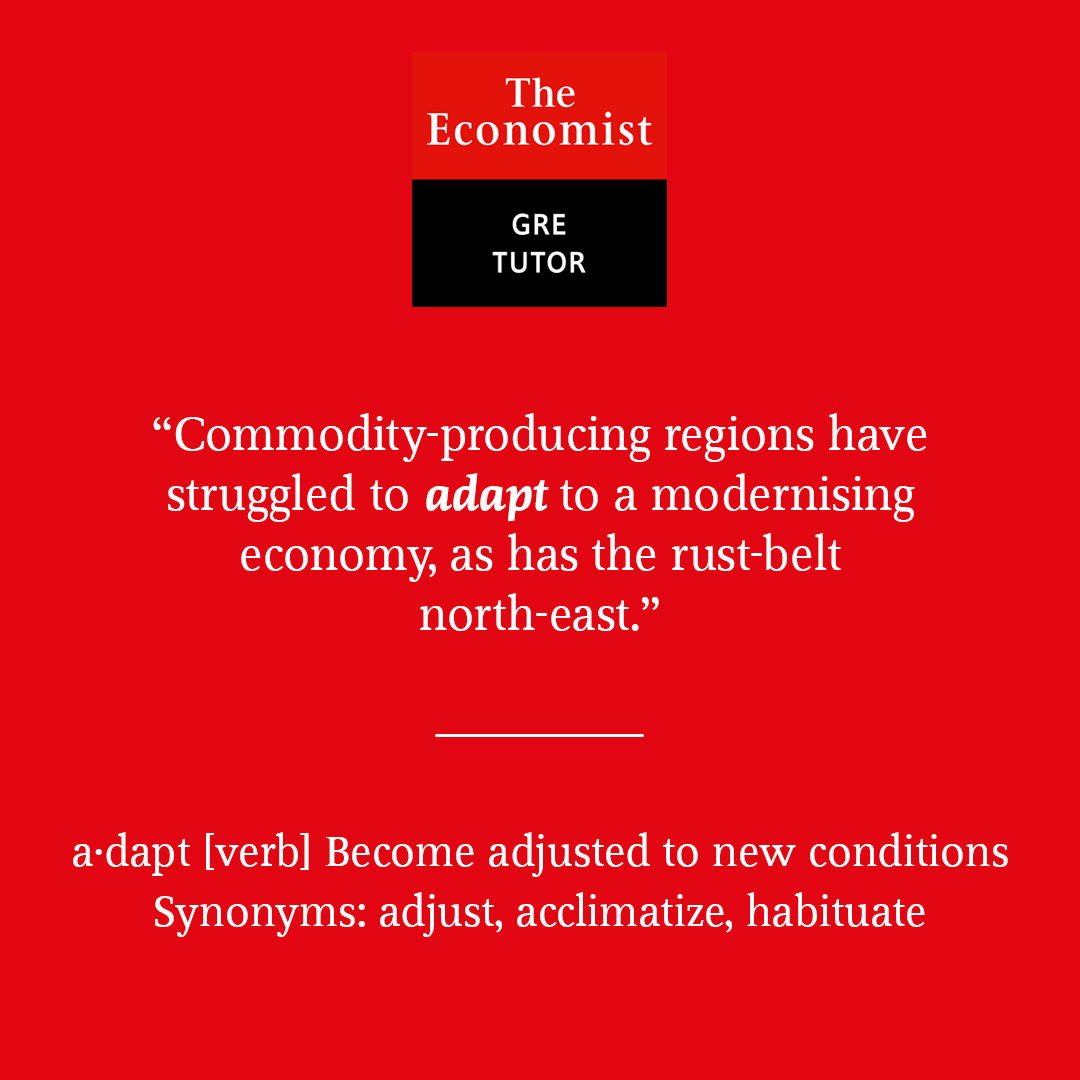 The
Economist
GRE
TUTOR
“Commodity-producing regions have
struggled to adapt to a modernising
economy, as has the rust-belt
north-east.”
a·dapt [verb] Become adjusted to new conditions
Synonyms: adjust, acclimatize, habituate